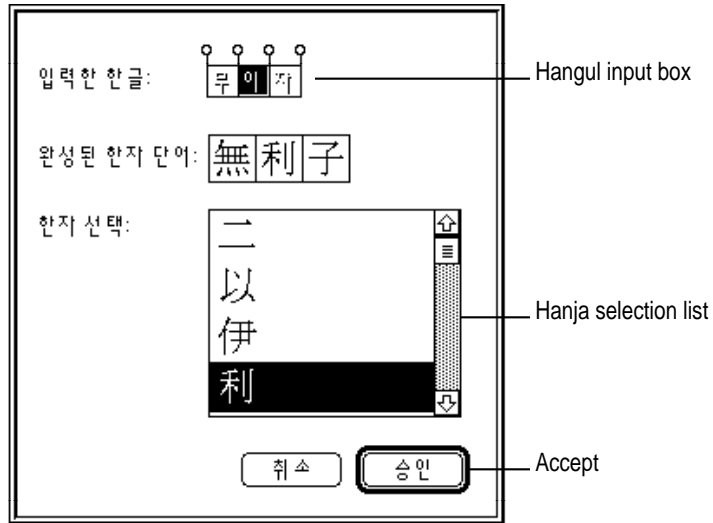 입력한 한글: 무이자 Hangul input box
완성된 한자 단어: 無利子
한자 선택: 二
以
伊 Hanja selection list
利
취소 승인 Accept